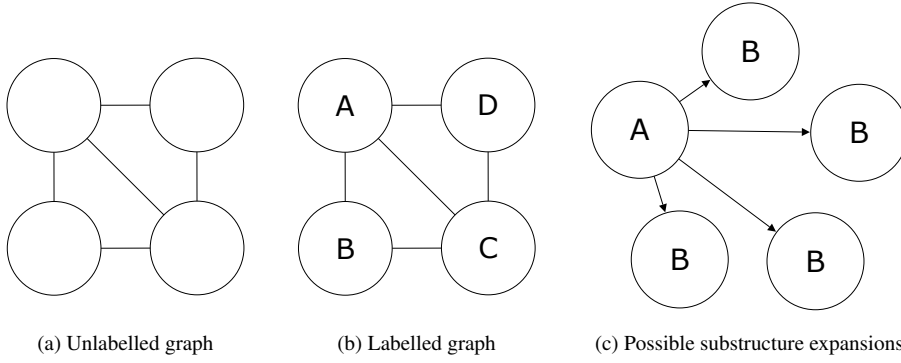 A
D
B
C
B
A
B
B
B
(a) Unlabelled graph
(b) Labelled graph
(c) Possible substructure expansions